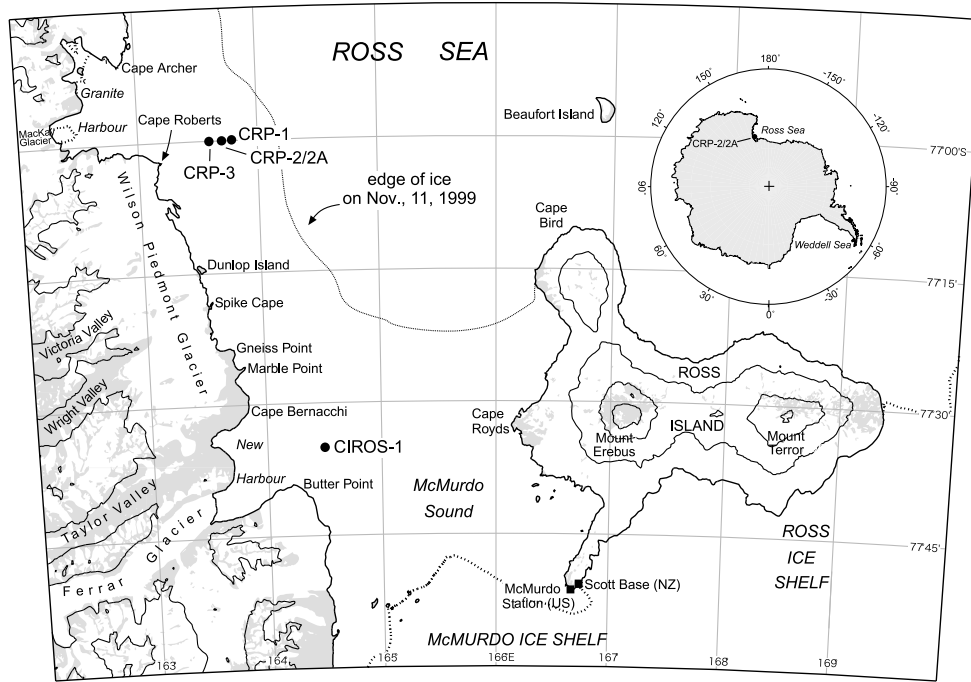 ROSS SEA
Cape Archer
Granite
Harbour
MacKay
Glacier
Cape Roberts
CRP-1
CRP-2/2A
CRP-3
edge of ice
on Nov., 11, 1999
Beaufort Island
Cape
Bird
180°
150°
-150°
120°
-120°
Ross Sea
CRP-2/2A
.06
.06-
Weddell Sea
60°
-60°
30°
-30°
0°
77°00'S
77°15'
77°30'
77°45'
Wilson Piedmont Glacier
Dunlop Island
Spike Cape
Gneiss Point
Marble Point
Cape Bernacchi
Victoria Valley
Wright Valley
New
Harbour
CIROS-1
Butter Point
McMurdo
Sound
Taylor Valley
Ferrar Glacier
ROSS
ISLAND
Cape
Royds
Mount
Erebus
Mount
Terror
ROSS
ICE
SHELF
McMurdo
Station (US)
Scott Base (NZ)
McMURDO ICE SHELF
163
164
165
166E
167
168
169